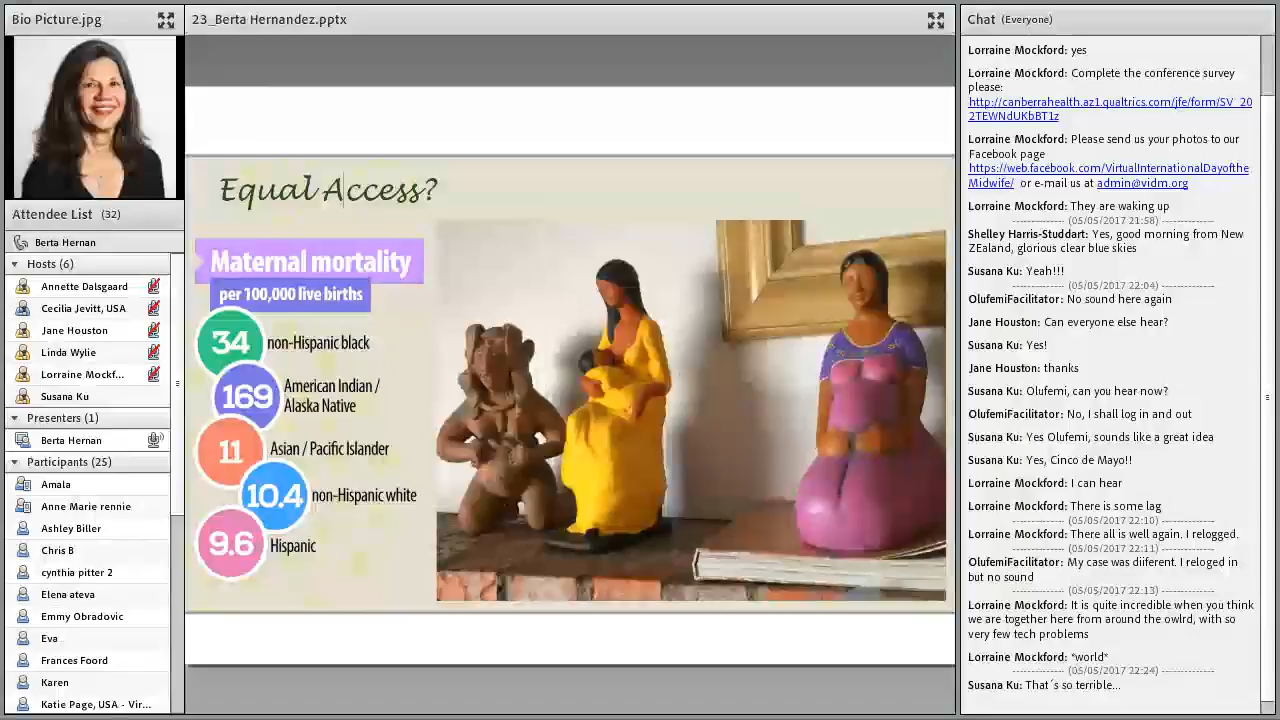 Bio Picture.jpg
Attendee List (32)
Berta Hernan
Hosts (6)
Annette Dalsgaard
Cecilia Jevitt, USA
Jane Houston
Linda Wylie
Lorraine Mockf...
Susana Ku
Presenters (1)
Berta Hernan
Participants (25)
Amala
Anne Marie rennie
Ashley Biller
Chris B
cynthia pitter 2
Elena ateva
Emmy Obradovic
Eva
Frances Foord
Karen
Katie Page, USA - Vir...
23_Berta Hernandez.pptx
Equal Access?
Maternal mortality
per 100,000 live births
34 non-Hispanic black
169 American Indian /
Alaska Native
11 Asian / Pacific Islander
10.4 non-Hispanic white
9.6 Hispanic
Chat (Everyone)
Lorraine Mockford: yes
Lorraine Mockford: Complete the conference survey
please:
http://canberrahealth.az1.qualtrics.com/jfe/form/SV_20
2TEWNdUKbBT1z
Lorraine Mockford: Please send us your photos to our
Facebook page
https://web.facebook.com/VirtualInternationalDayofthe
Midwife/ or e-mail us at admin@vidm.org
Lorraine Mockford: They are waking up
(05/05/2017 21:58)
Shelley Harris-Studdart: Yes, good morning from New
ZEaland, glorious clear blue skies
Susana Ku: Yeah!!!
(05/05/2017 22:04)
OlufemiFacilitator: No sound here again
Jane Houston: Can everyone else hear?
Susana Ku: Yes!
Jane Houston: thanks
Susana Ku: Olufemi, can you hear now?
OlufemiFacilitator: No, I shall log in and out
Susana Ku: Yes Olufemi, sounds like a great idea
Susana Ku: Yes, Cinco de Mayo!!
Lorraine Mockford: I can hear
Lorraine Mockford: There is some lag
(05/05/2017 22:10)
Lorraine Mockford: There all is well again. I relogged.
(05/05/2017 22:11)
OlufemiFacilitator: My case was diiferent. I reloged in
but no sound
(05/05/2017 22:13)
Lorraine Mockford: It is quite incredible when you think
we are together here from around the owlrd, with so
very few tech problems
Lorraine Mockford: *world*
(05/05/2017 22:24)
Susana Ku: That´s so terrible...